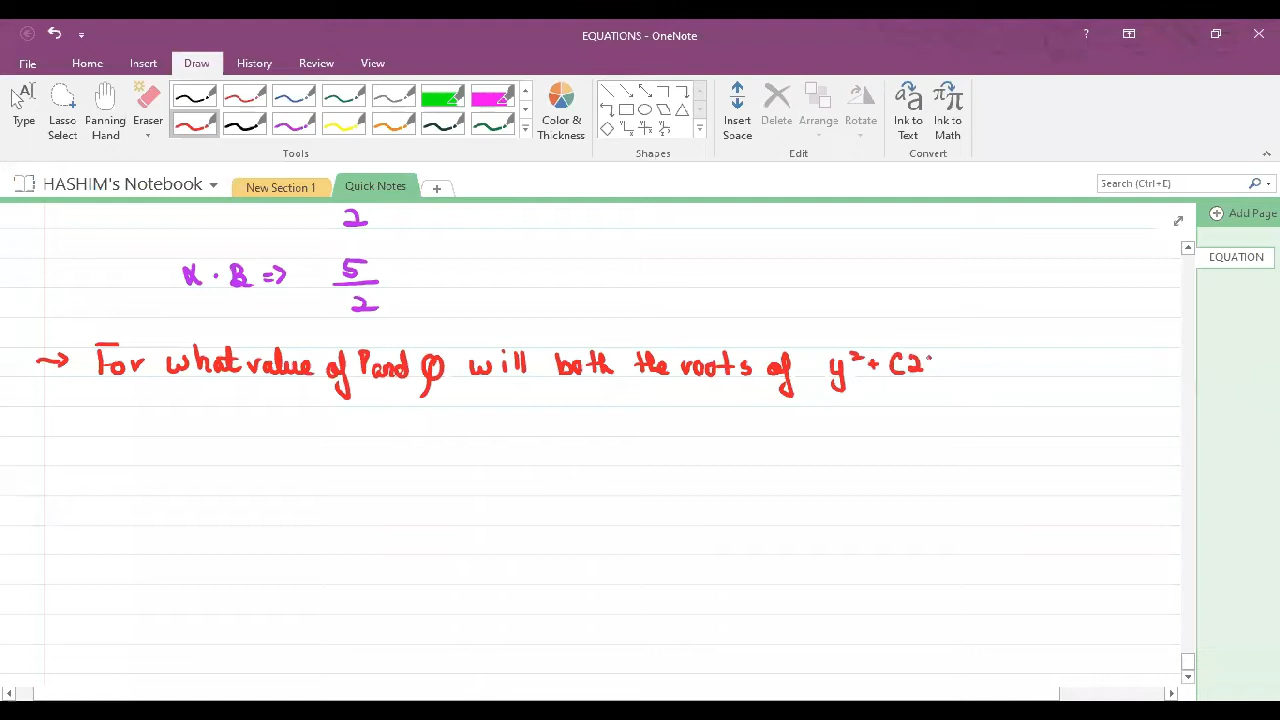 EQUATIONS - OneNote
?
File Home Insert Draw History Review View
Type
Lasso Select
Panning Hand
Eraser
Color & Thickness
Insert Space
Delete
Arrange
Rotate
Ink to Text
Ink to Math
Tools
Shapes
Edit
Convert
HASHIM's Notebook
New Section 1
Quick Notes
Search (Ctrl+E)
Add Page
EQUATION
2
α · β => 5/2
→ For what value of P and φ will both the roots of y² + (2